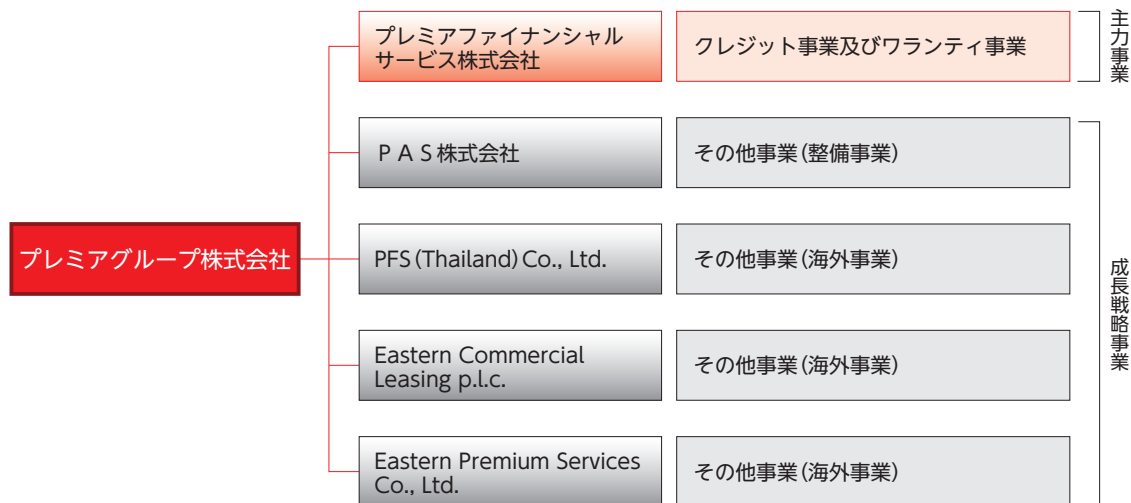 プレミアグループ株式会社
プレミアファイナンシャル
サービス株式会社
クレジット事業及びワランティ事業
主力事業
ＰＡＳ株式会社
その他事業(整備事業)
PFS(Thailand)Co., Ltd.
その他事業(海外事業)
Eastern Commercial
Leasing p.l.c.
その他事業(海外事業)
Eastern Premium Services
Co., Ltd.
その他事業(海外事業)
成長戦略事業